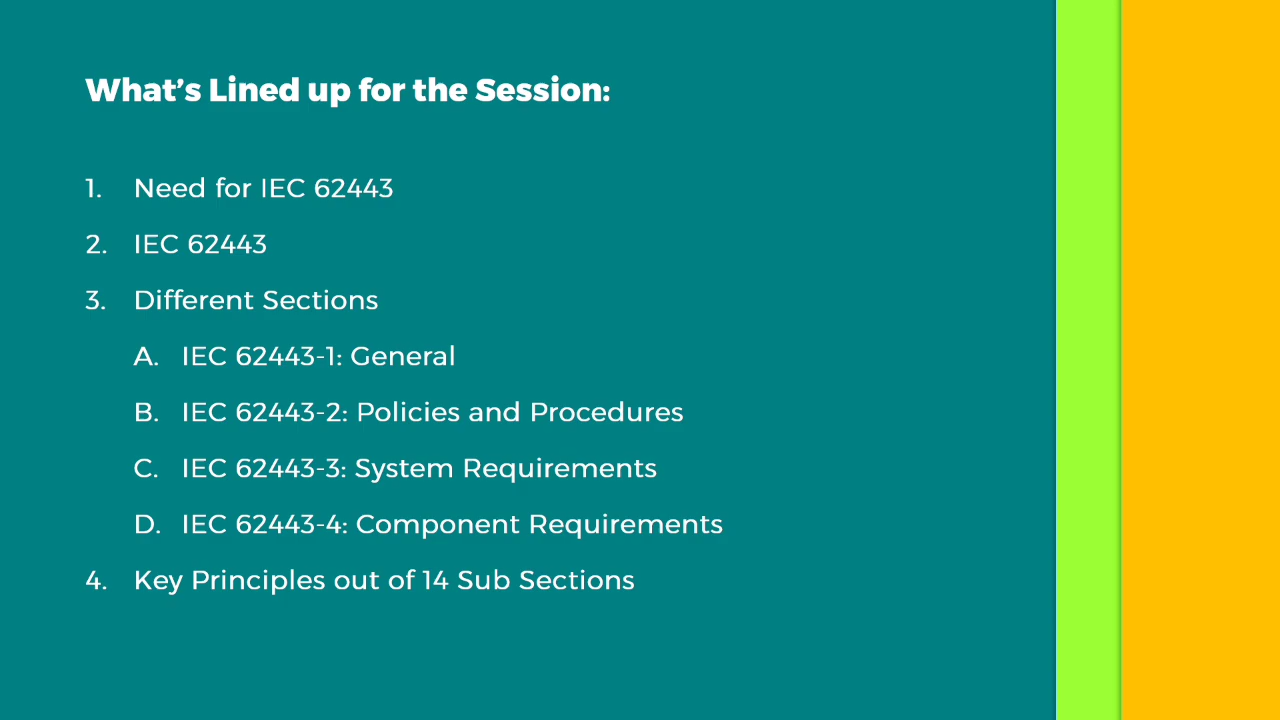 What’s Lined up for the Session:
1. Need for IEC 62443
2. IEC 62443
3. Different Sections
A. IEC 62443-1: General
B. IEC 62443-2: Policies and Procedures
C. IEC 62443-3: System Requirements
D. IEC 62443-4: Component Requirements
4. Key Principles out of 14 Sub Sections